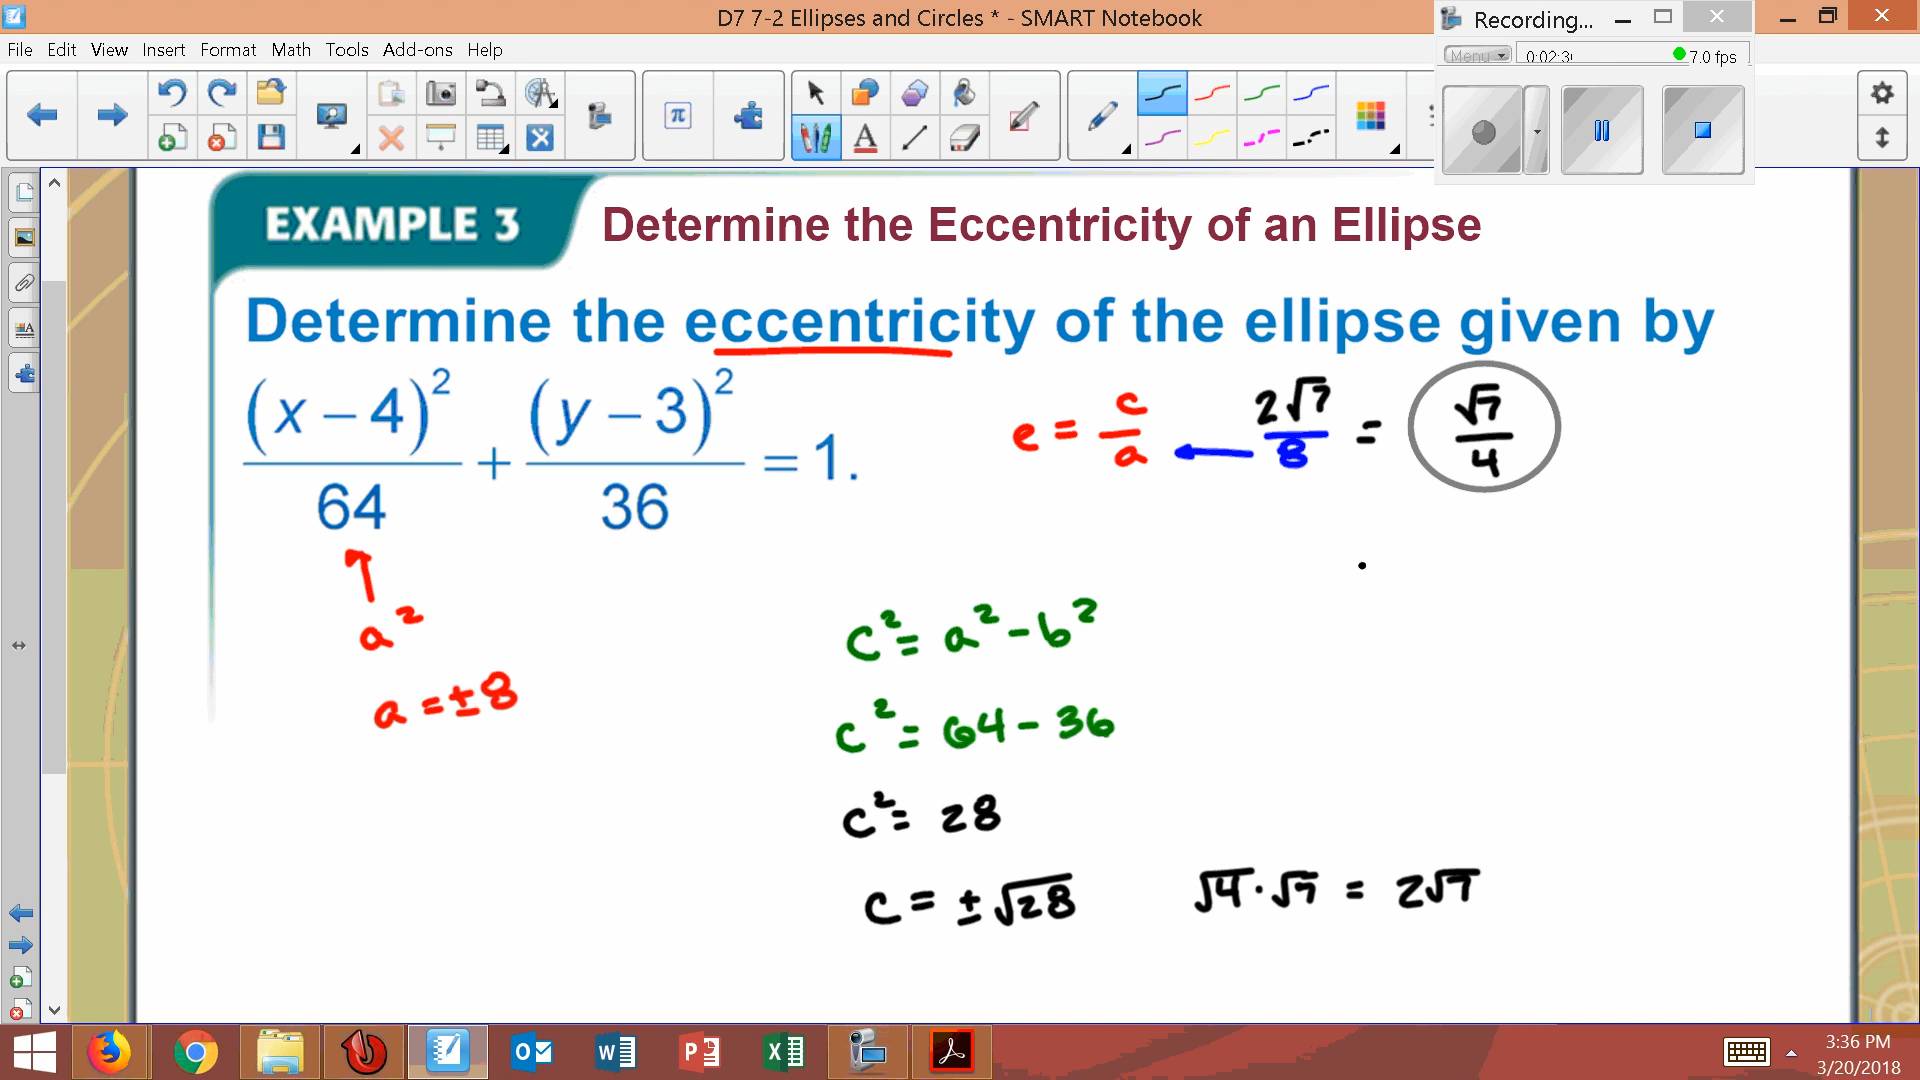 D7 7-2 Ellipses and Circles * - SMART Notebook
Recording...
File Edit View Insert Format Math Tools Add-ons Help
Menu
7.0 fps
EXAMPLE 3
Determine the Eccentricity of an Ellipse
Determine the eccentricity of the ellipse given by
(x – 4)² / 64 + (y – 3)² / 36 = 1.
e = c/a ← 2√7/8 = √7/4
a²
a = ±8
c² = a² - b²
c² = 64 - 36
c² = 28
c = ±√28
√4 · √7 = 2√7
3:36 PM
3/20/2018